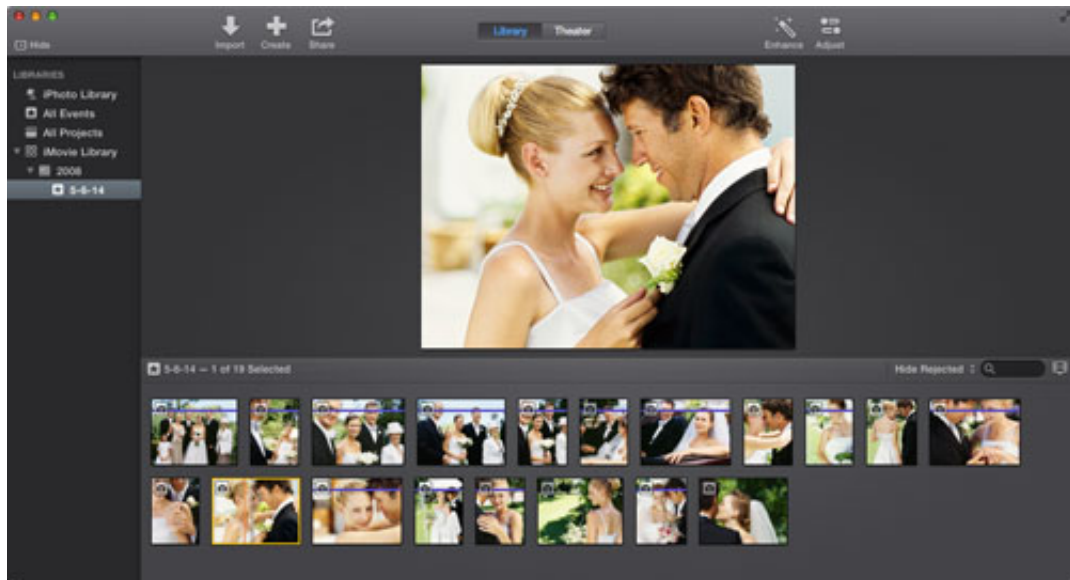 Hide
Import
Create
Share
Library
Theater
Enhance
Adjust
LIBRARIES
iPhoto Library
All Events
All Projects
iMovie Library
2008
5-6-14
5-6-14 — 1 of 19 Selected
Hide Rejected